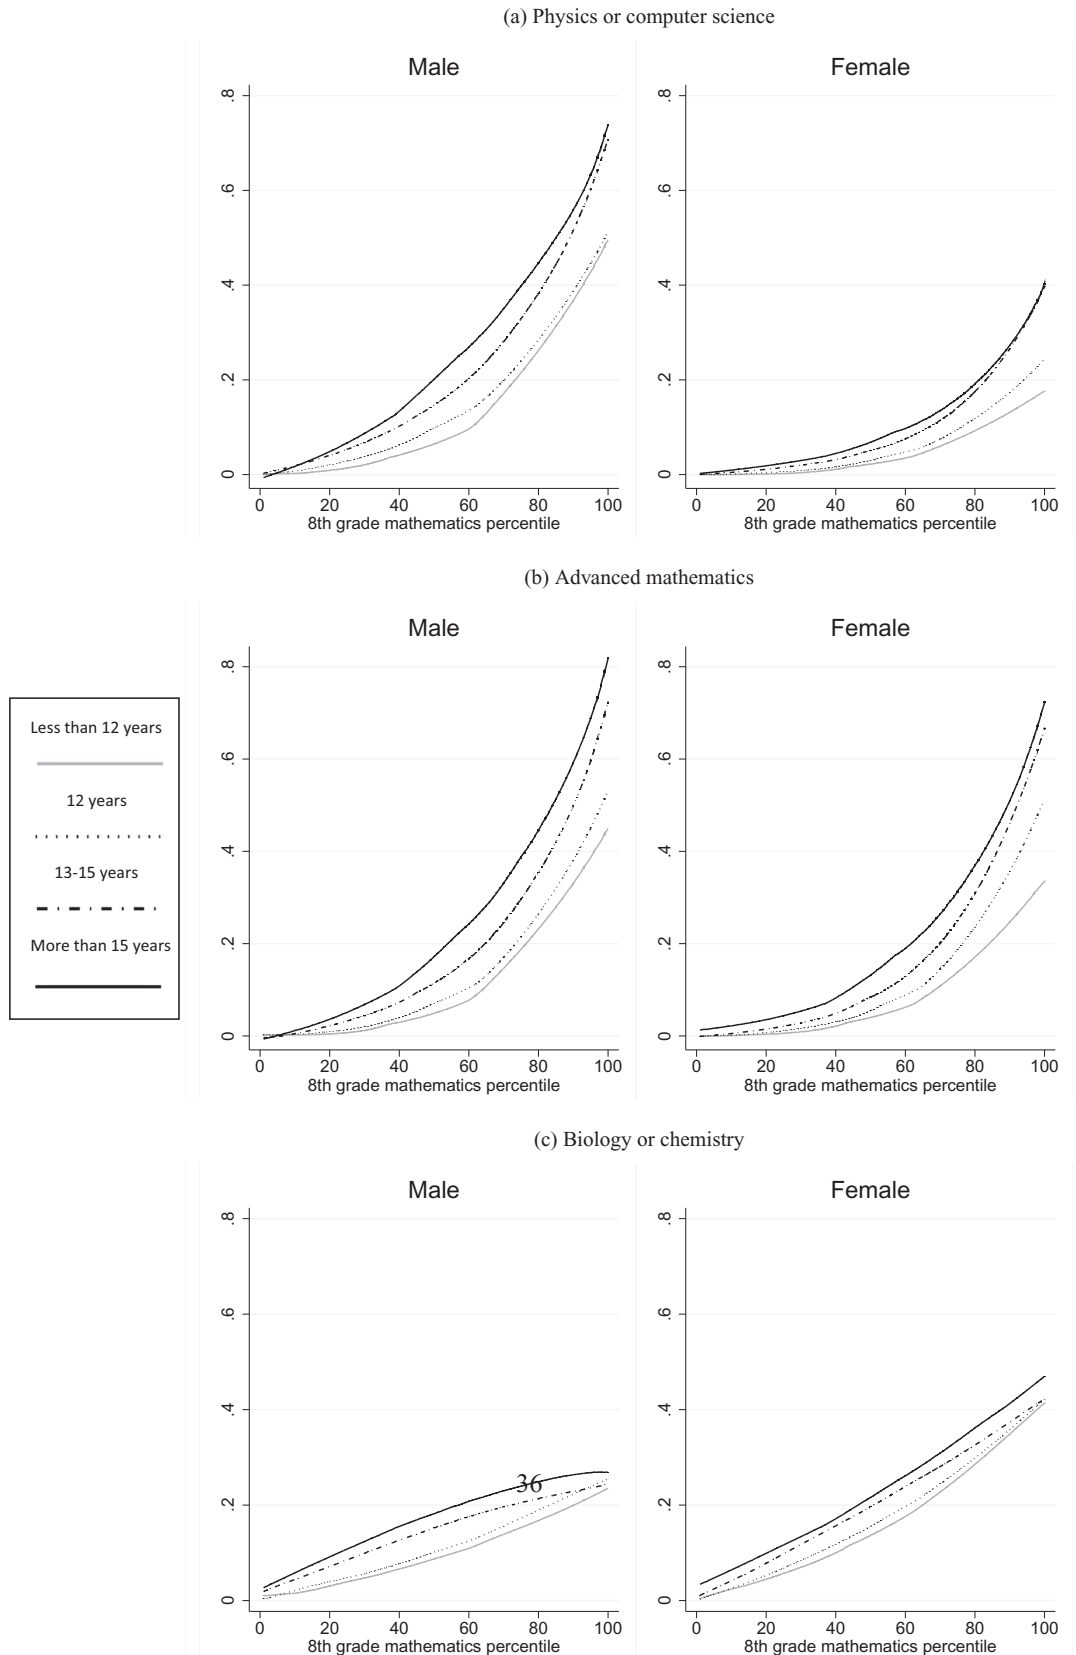 (a) Physics or computer science
Male
Female
.8
.6
.4
.2
0
0 20 40 60 80 100
8th grade mathematics percentile
.8
.6
.4
.2
0
0 20 40 60 80 100
8th grade mathematics percentile
(b) Advanced mathematics
Male
Female
.8
.6
.4
.2
0
0 20 40 60 80 100
8th grade mathematics percentile
.8
.6
.4
.2
0
0 20 40 60 80 100
8th grade mathematics percentile
Less than 12 years
12 years
13-15 years
More than 15 years
(c) Biology or chemistry
Male
Female
.8
.6
.4
.2
0
0 20 40 60 80 100
8th grade mathematics percentile
36
.8
.6
.4
.2
0
0 20 40 60 80 100
8th grade mathematics percentile